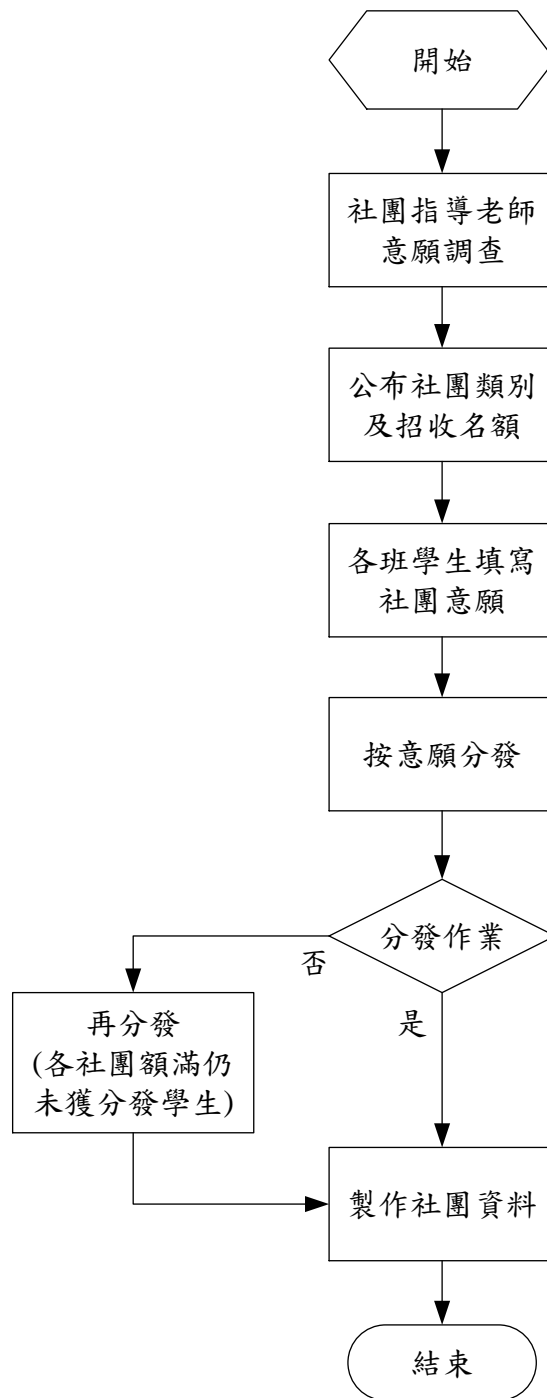 開始
社團指導老師
意願調查
公布社團類別
及招收名額
各班學生填寫
社團意願
按意願分發
分發作業
否
是
再分發
(各社團額滿仍
未獲分發學生)
製作社團資料
結束